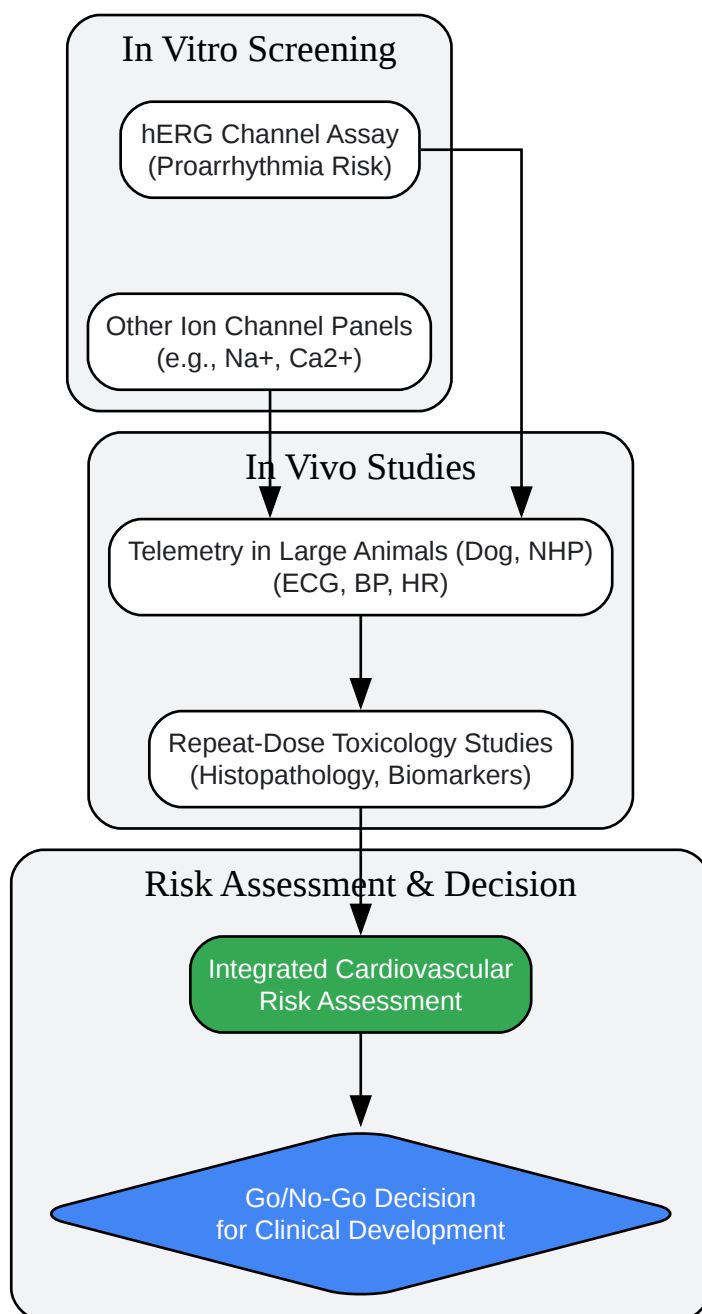 In Vitro Screening
hERG Channel Assay
(Proarrhythmia Risk)
Other Ion Channel Panels
(e.g., Na+, Ca2+)
In Vivo Studies
Telemetry in Large Animals (Dog, NHP)
(ECG, BP, HR)
Repeat-Dose Toxicology Studies
(Histopathology, Biomarkers)
Risk Assessment & Decision
Integrated Cardiovascular
Risk Assessment
Go/No-Go Decision
for Clinical Development